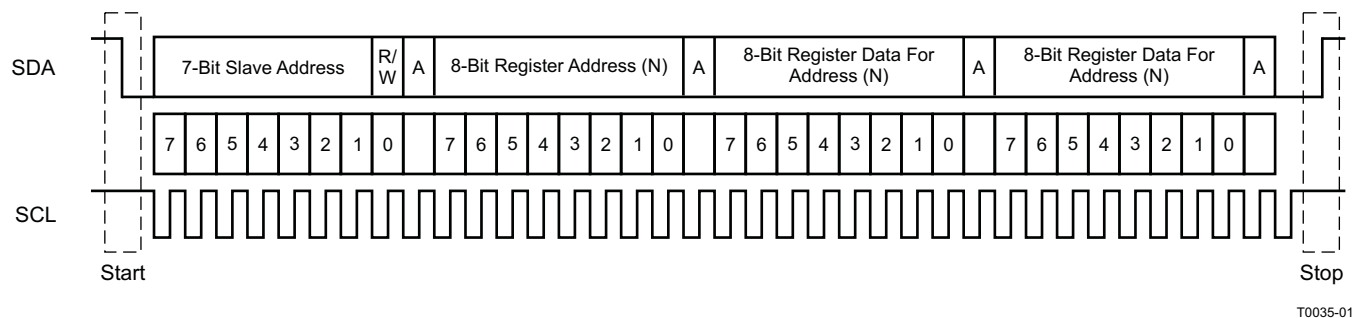 SDA
7-Bit Slave Address R/W A 8-Bit Register Address (N) A 8-Bit Register Data For Address (N) A 8-Bit Register Data For Address (N) A
7 6 5 4 3 2 1 0 7 6 5 4 3 2 1 0 7 6 5 4 3 2 1 0 7 6 5 4 3 2 1 0
SCL
Start Stop
T0035-01